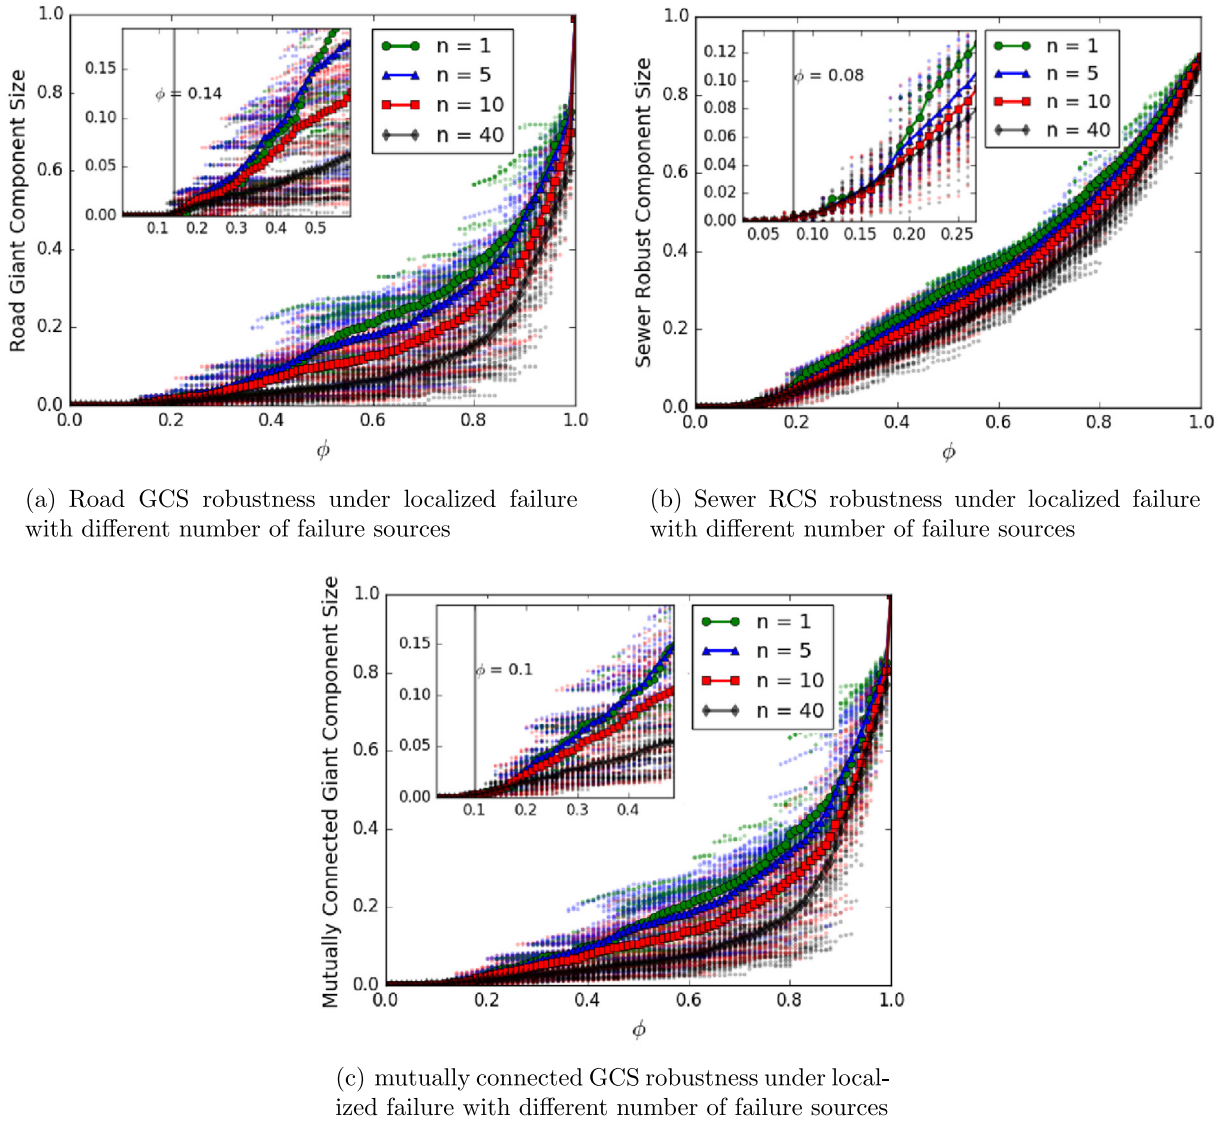 Road Giant Component Size
1.0
0.8
0.6
0.4
0.2
0.0
0.0 0.2 0.4 0.6 0.8 1.0
ϕ
0.15
0.10
0.05
0.00
0.1 0.2 0.3 0.4 0.5
ϕ = 0.14
n = 1
n = 5
n = 10
n = 40
(a) Road GCS robustness under localized failure
with different number of failure sources
Sewer Robust Component Size
1.0
0.8
0.6
0.4
0.2
0.0
0.0 0.2 0.4 0.6 0.8 1.0
ϕ
0.12
0.10
0.08
0.06
0.04
0.02
0.00
0.05 0.10 0.15 0.20 0.25
ϕ = 0.08
n = 1
n = 5
n = 10
n = 40
(b) Sewer RCS robustness under localized failure
with different number of failure sources
Mutually Connected Giant Component Size
1.0
0.8
0.6
0.4
0.2
0.0
0.0 0.2 0.4 0.6 0.8 1.0
ϕ
0.15
0.10
0.05
0.00
0.1 0.2 0.3 0.4
ϕ = 0.1
n = 1
n = 5
n = 10
n = 40
(c) mutually connected GCS robustness under local-
ized failure with different number of failure sources